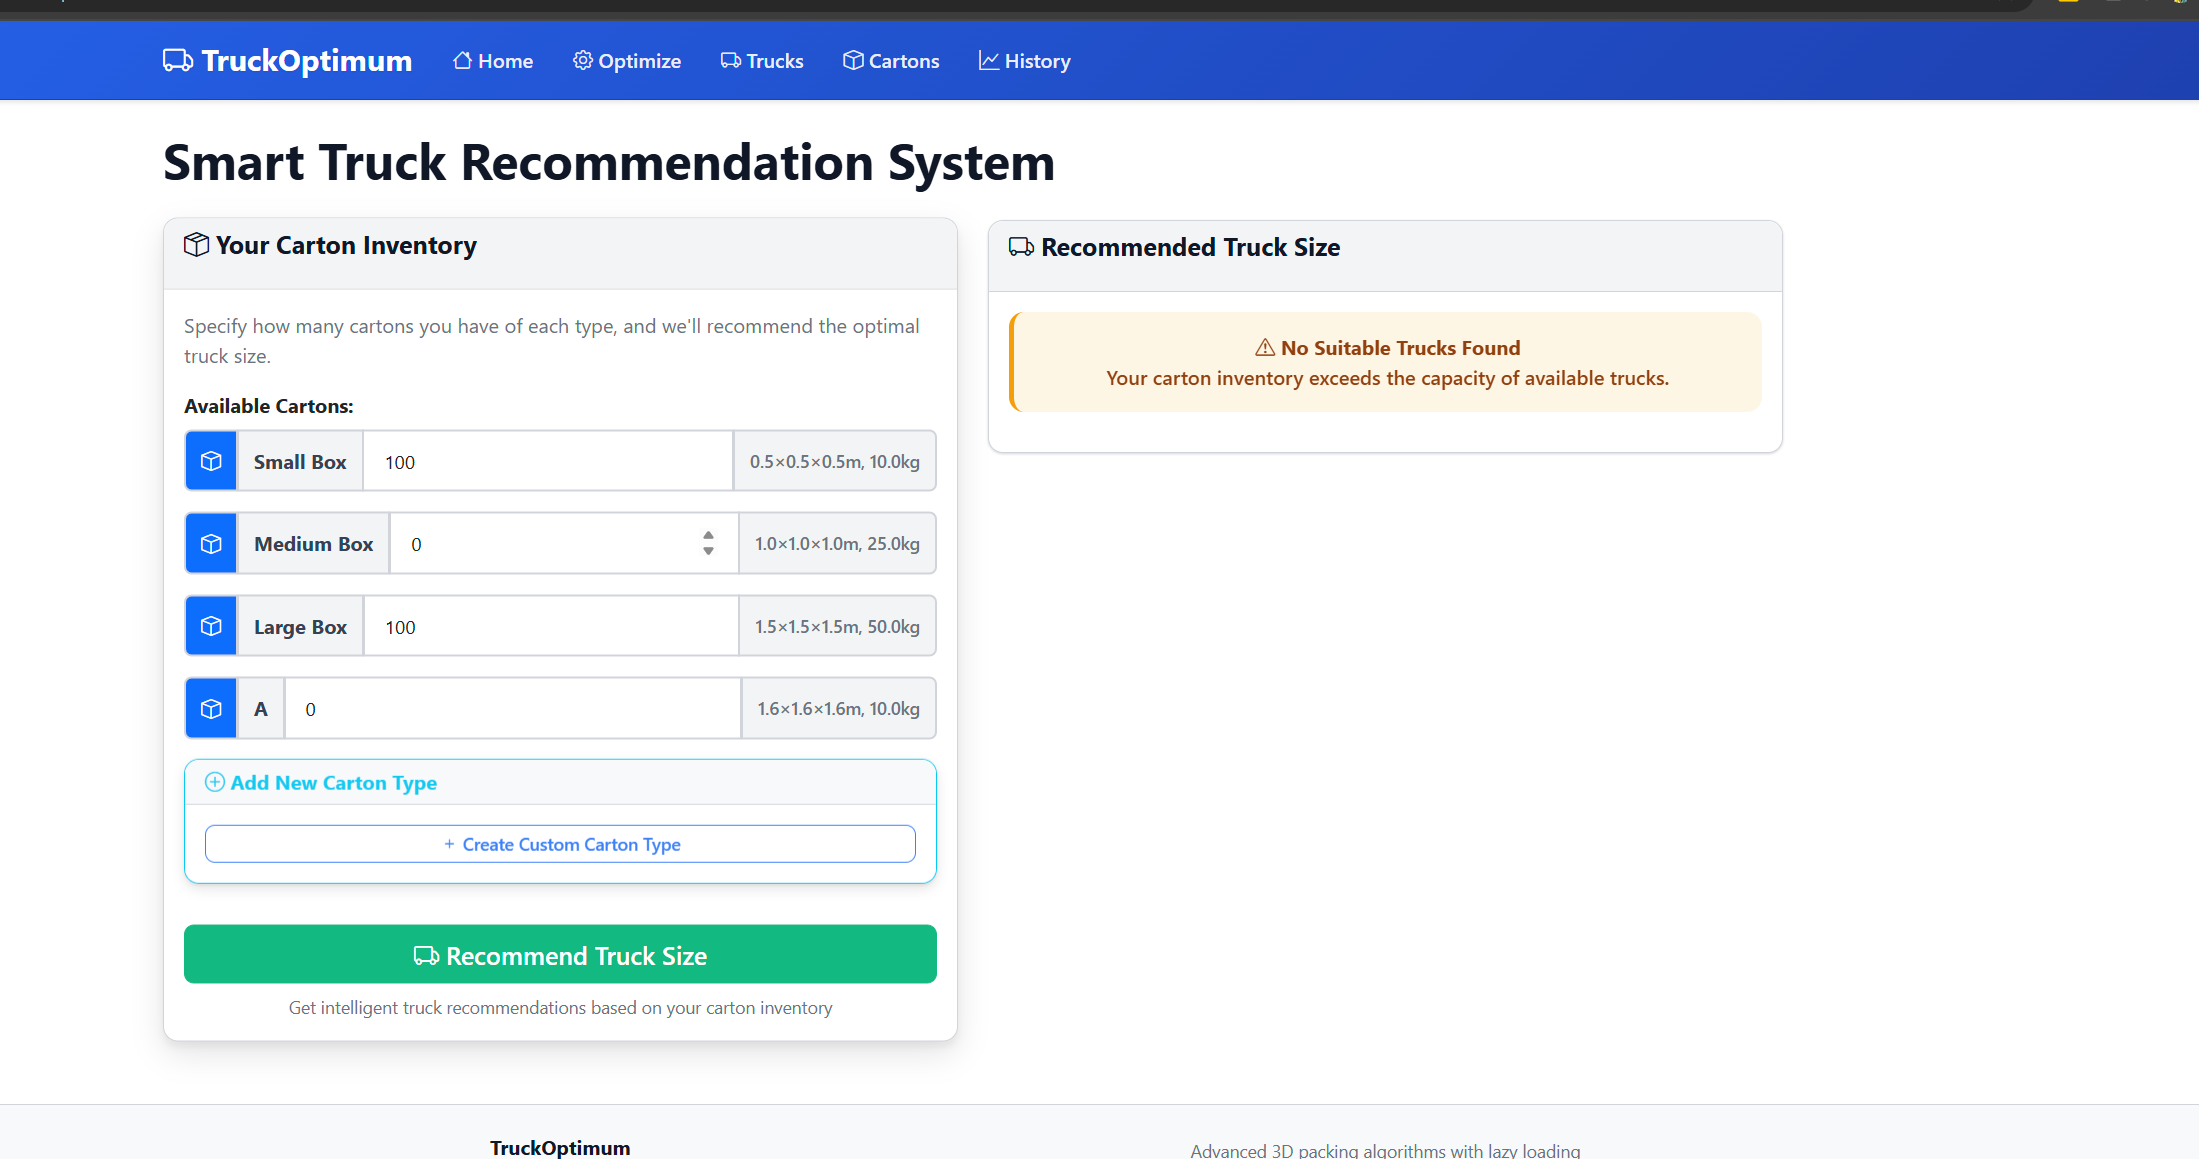 TruckOptimum Home Optimize Trucks Cartons History
Smart Truck Recommendation System
Your Carton Inventory
Specify how many cartons you have of each type, and we'll recommend the optimal
truck size.
Available Cartons:
Small Box 100 0.5×0.5×0.5m, 10.0kg
Medium Box 0 1.0×1.0×1.0m, 25.0kg
Large Box 100 1.5×1.5×1.5m, 50.0kg
A 0 1.6×1.6×1.6m, 10.0kg
Add New Carton Type
+ Create Custom Carton Type
Recommend Truck Size
Get intelligent truck recommendations based on your carton inventory
Recommended Truck Size
No Suitable Trucks Found
Your carton inventory exceeds the capacity of available trucks.
TruckOptimum
Advanced 3D packing algorithms with lazy loading